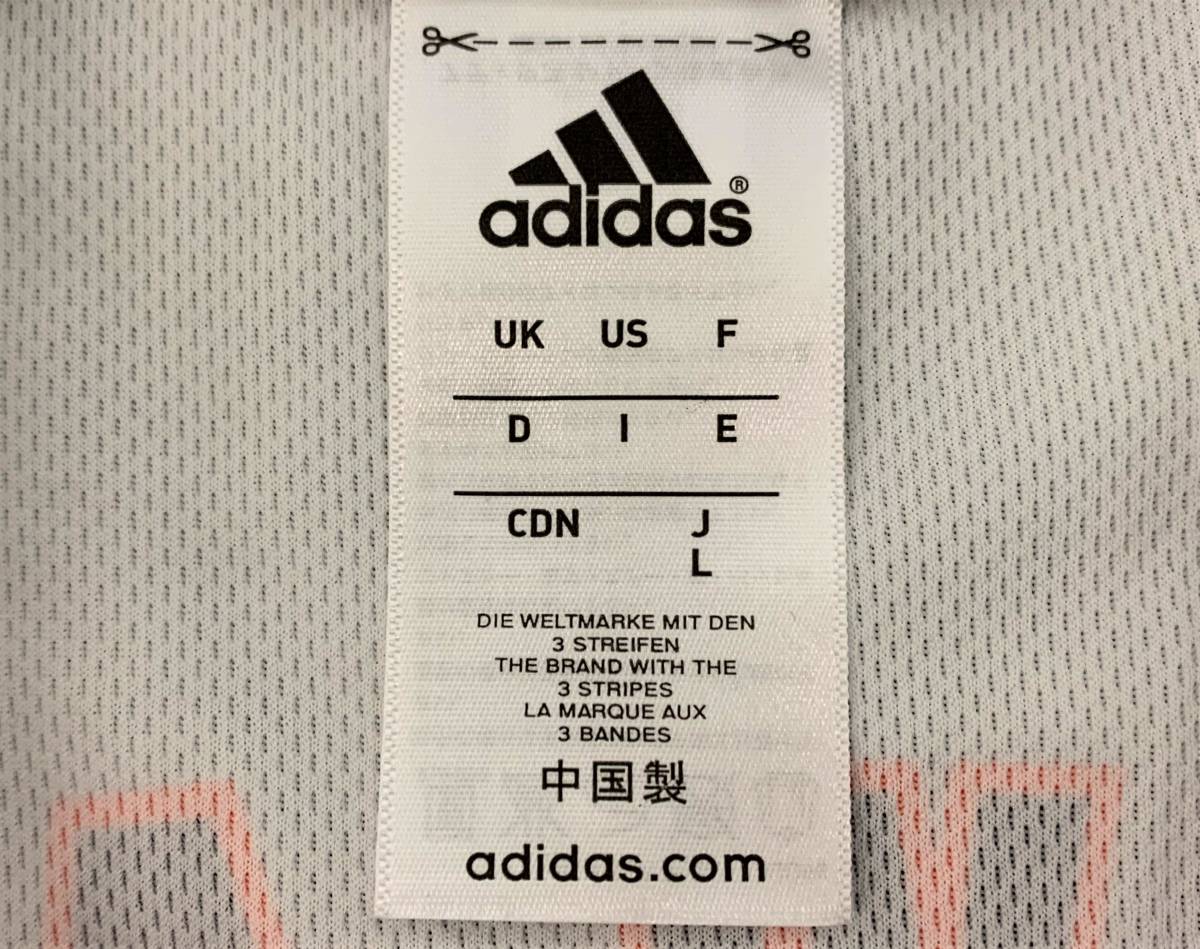 adidas®
UK US F
D I E
CDN J
L
DIE WELTMARKE MIT DEN
3 STREIFEN
THE BRAND WITH THE
3 STRIPES
LA MARQUE AUX
3 BANDES
中国製
adidas.com